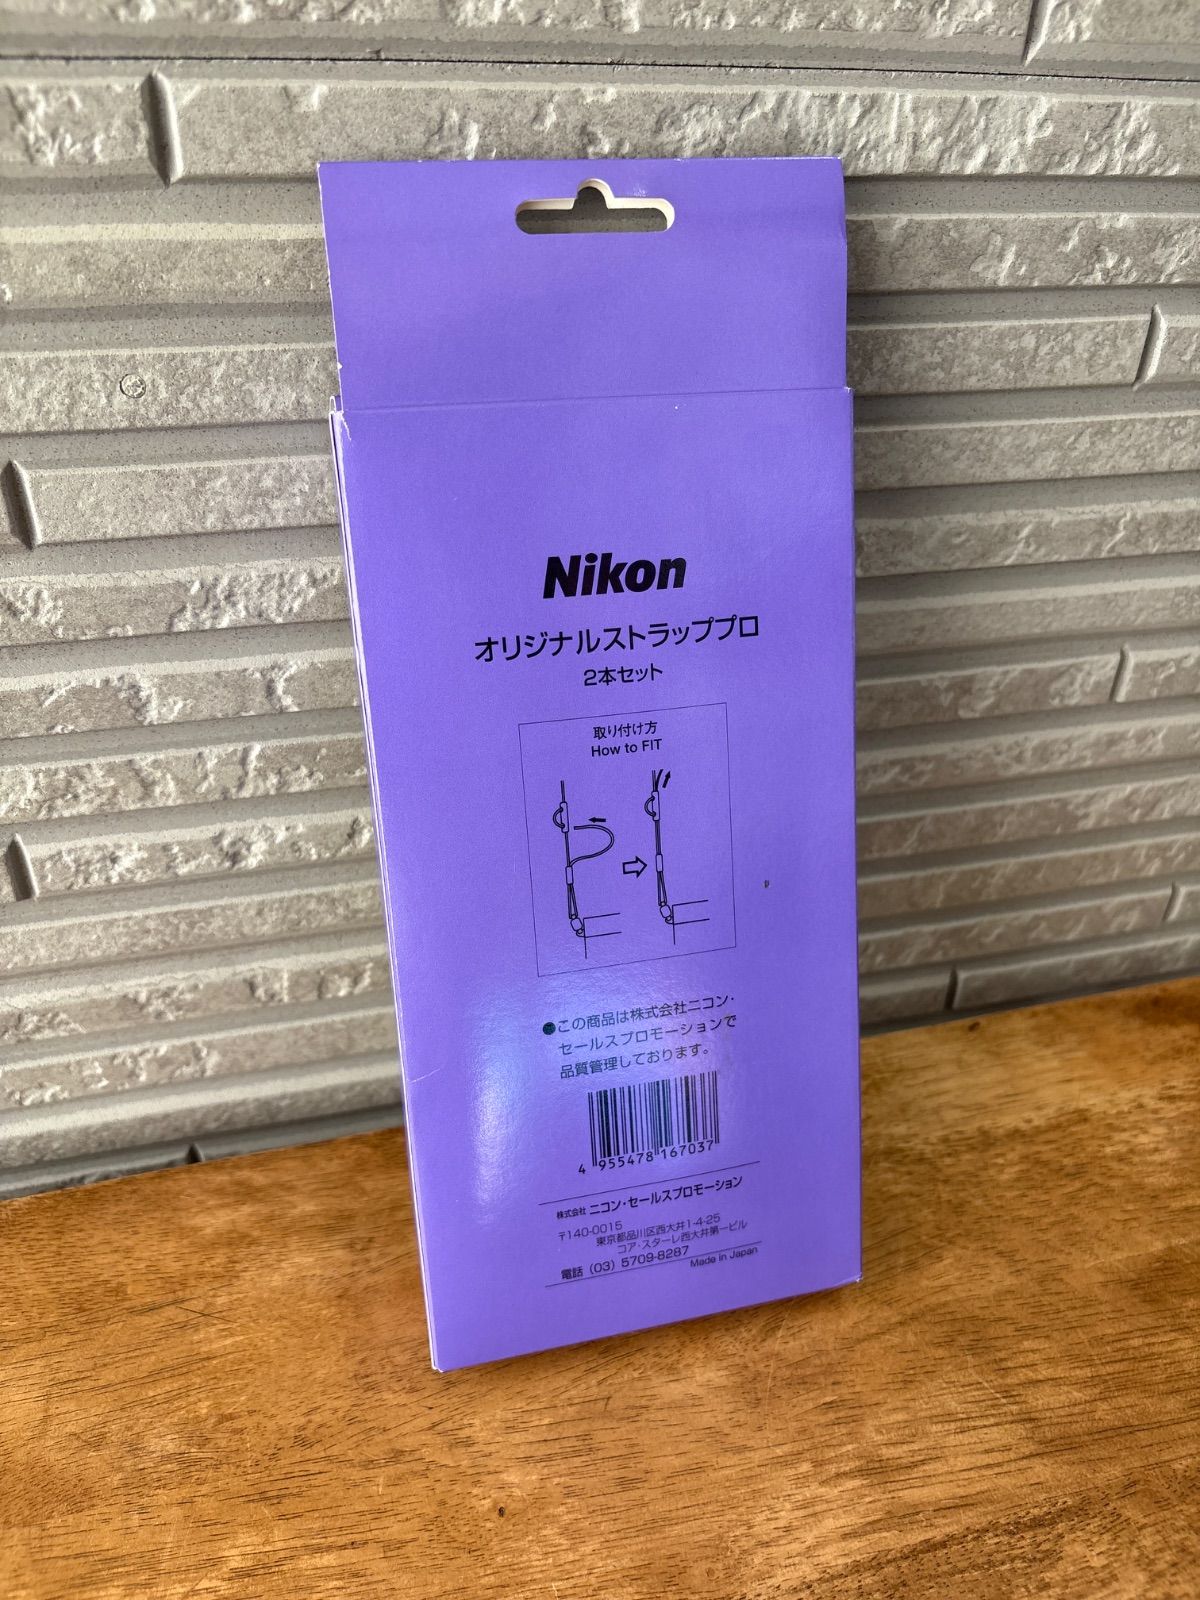 Nikon
オリジナルストラッププロ
2本セット
取り付け方
How to FIT
●この商品は株式会社ニコン・
セールスプロモーションで
品質管理しております。
4 955478 167037
株式会社 ニコン・セールスプロモーション
〒140-0015
東京都品川区西大井1-4-25
コア・スターレ西大井第一ビル
電話 (03) 5709-8287
Made in Japan